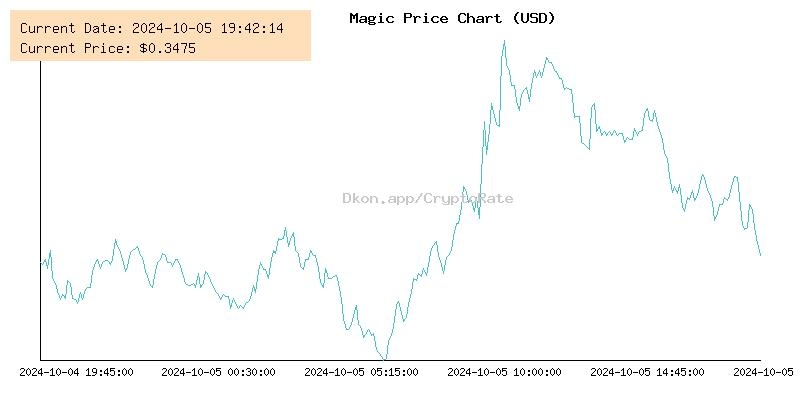 Magic Price Chart (USD)
Current Date: 2024-10-05 19:42:14
Current Price: $0.3475
Dkon.app/CryptoRate
2024-10-04 19:45:00 2024-10-05 00:30:00 2024-10-05 05:15:00 2024-10-05 10:00:00 2024-10-05 14:45:00 2024-10-05